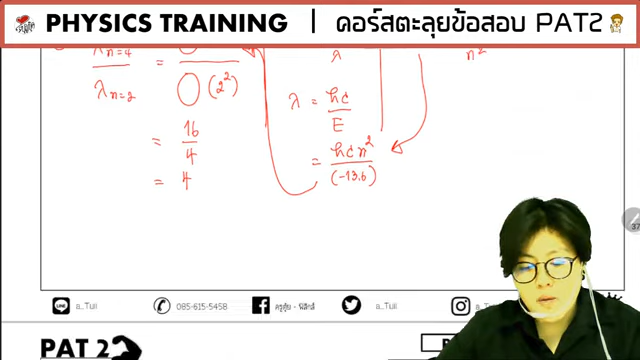 PHYSICS TRAINING | คอร์สตะลุยข้อสอบ PAT2
λn=4 / λn=2 = (2²)
= 16/4
= 4
λ
λ = hc/E
= hcn²/(-13.6)
n²
37
a_Tuii
085-615-5458
ครูตุ้ย - ฟิสิกส์
a_Tuii
a_Tuii
PAT 2